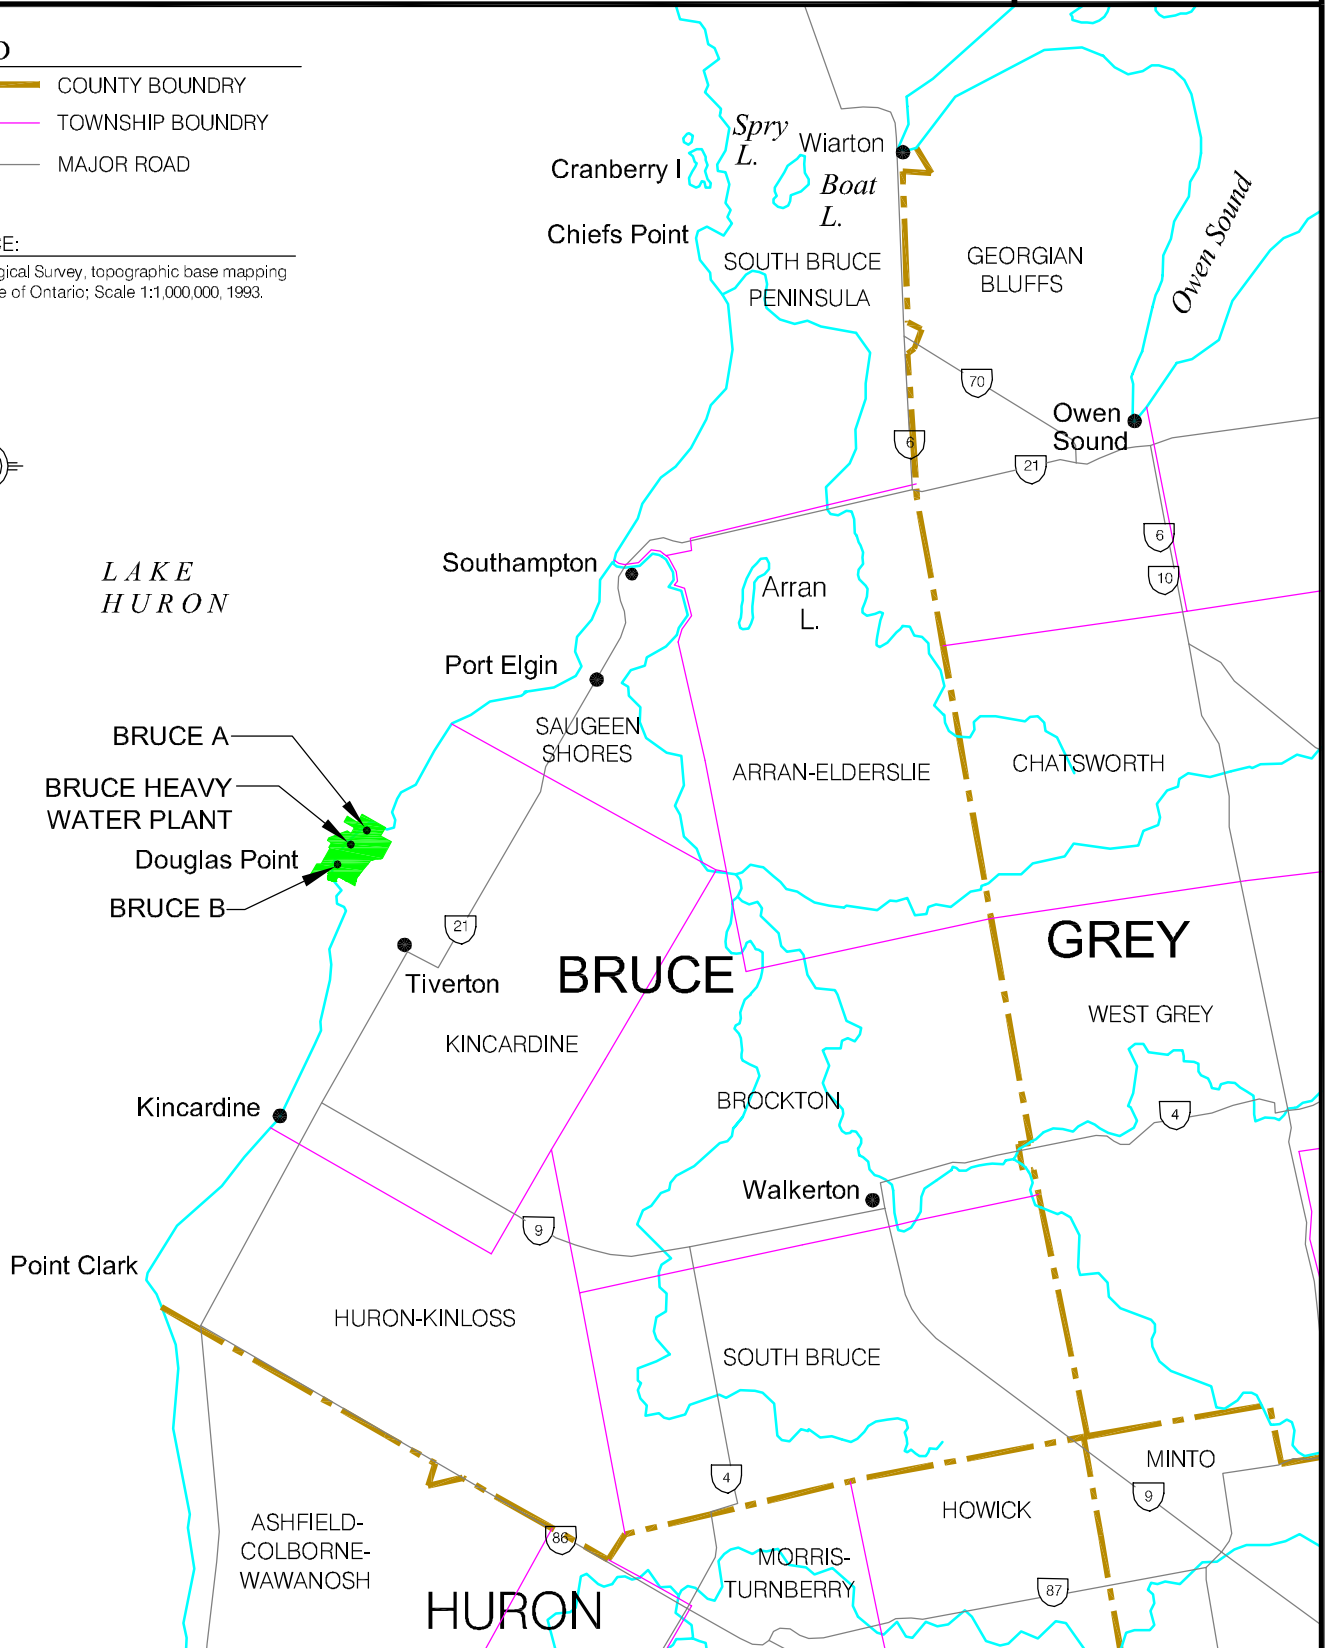 COUNTY BOUNDRY
TOWNSHIP BOUNDRY
MAJOR ROAD
CE:
gical Survey, topographic base mapping
e of Ontario; Scale 1:1,000,000, 1993.
Spry
L.
Wiarton
Cranberry I
Boat
L.
Chiefs Point
SOUTH BRUCE
PENINSULA
GEORGIAN
BLUFFS
Owen Sound
70
Owen
Sound
6
21
6
10
Southampton
LAKE
HURON
Arran
L.
Port Elgin
SAUGEEN
SHORES
BRUCE A
BRUCE HEAVY
WATER PLANT
Douglas Point
BRUCE B
ARRAN-ELDERSLIE
CHATSWORTH
21
Tiverton
BRUCE
GREY
KINCARDINE
WEST GREY
BROCKTON
Kincardine
4
Walkerton
9
Point Clark
HURON-KINLOSS
SOUTH BRUCE
4
MINTO
9
HOWICK
ASHFIELD-
COLBORNE-
WAWANOSH
86
MORRIS-
TURNBERRY
87
HURON